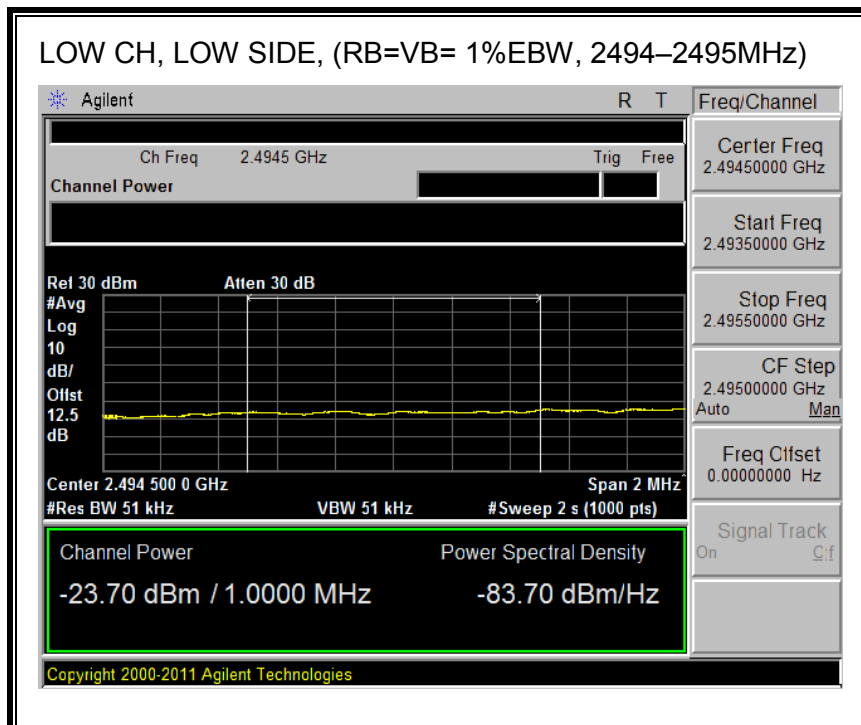 LOW CH, LOW SIDE, (RB=VB= 1%EBW, 2494–2495MHz)
Agilent R T Freq/Channel
Ch Freq 2.4945 GHz Trig Free
Channel Power
Center Freq
2.49450000 GHz
Start Freq
2.49350000 GHz
Stop Freq
2.49550000 GHz
CF Step
2.49500000 GHz
Auto Man
Freq Offset
0.00000000 Hz
Signal Track
On Off
Ref 30 dBm Atten 30 dB
#Avg
Log
10
dB/
Offst
12.5
dB
Center 2.494 500 0 GHz Span 2 MHz
#Res BW 51 kHz VBW 51 kHz #Sweep 2 s (1000 pts)
Channel Power Power Spectral Density
-23.70 dBm / 1.0000 MHz -83.70 dBm/Hz
Copyright 2000-2011 Agilent Technologies